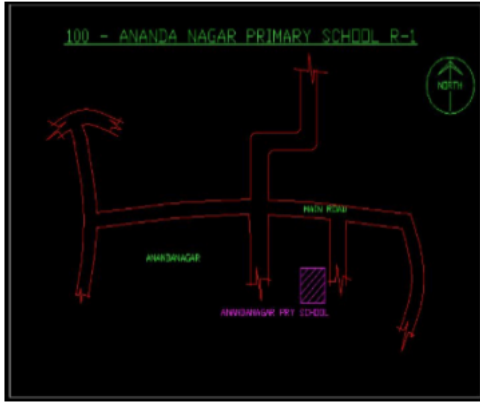 100 - ANANDA NAGAR PRIMARY SCHOOL R-1
NORTH
MAIN ROAD
ANANDANAGAR
ANANDANAGAR PRY SCHOOL